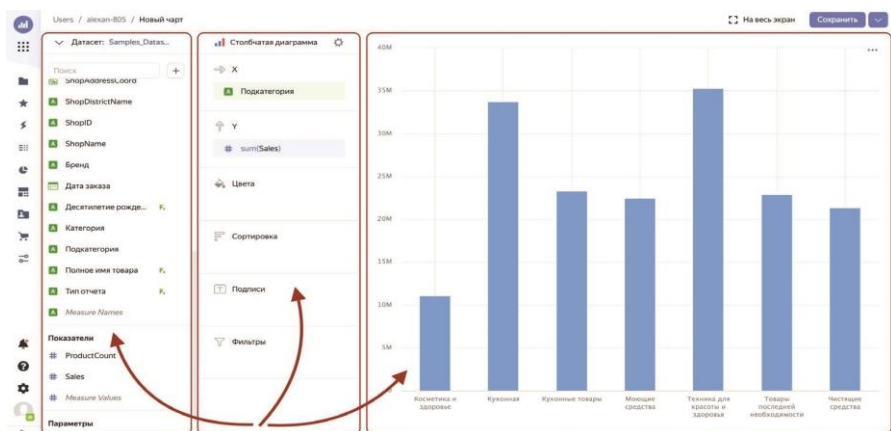 Users / alexan-805 / Новый чарт
На весь экран
Сохранить
Датасет: Samples_Datas...
Поиск
+
ShopAddressCoord
ShopDistrictName
ShopID
ShopName
Бренд
Дата заказа
Десятилетие рожде...
Категория
Подкатегория
Полное имя товара
Тип отчета
Measure Names
Показатели
# ProductCount
# Sales
# Measure Values
Параметры
Столбчатая диаграмма
X
Подкатегория
Y
# sum(Sales)
Цвета
Сортировка
Подписи
Фильтры
40M
35M
30M
25M
20M
15M
10M
5M
Косметика и
здоровье
Кухонная
Кухонные товары
Моющие
средства
Техника для
красоты и
здоровья
Товары
последней
необходимости
Чистящие
средства